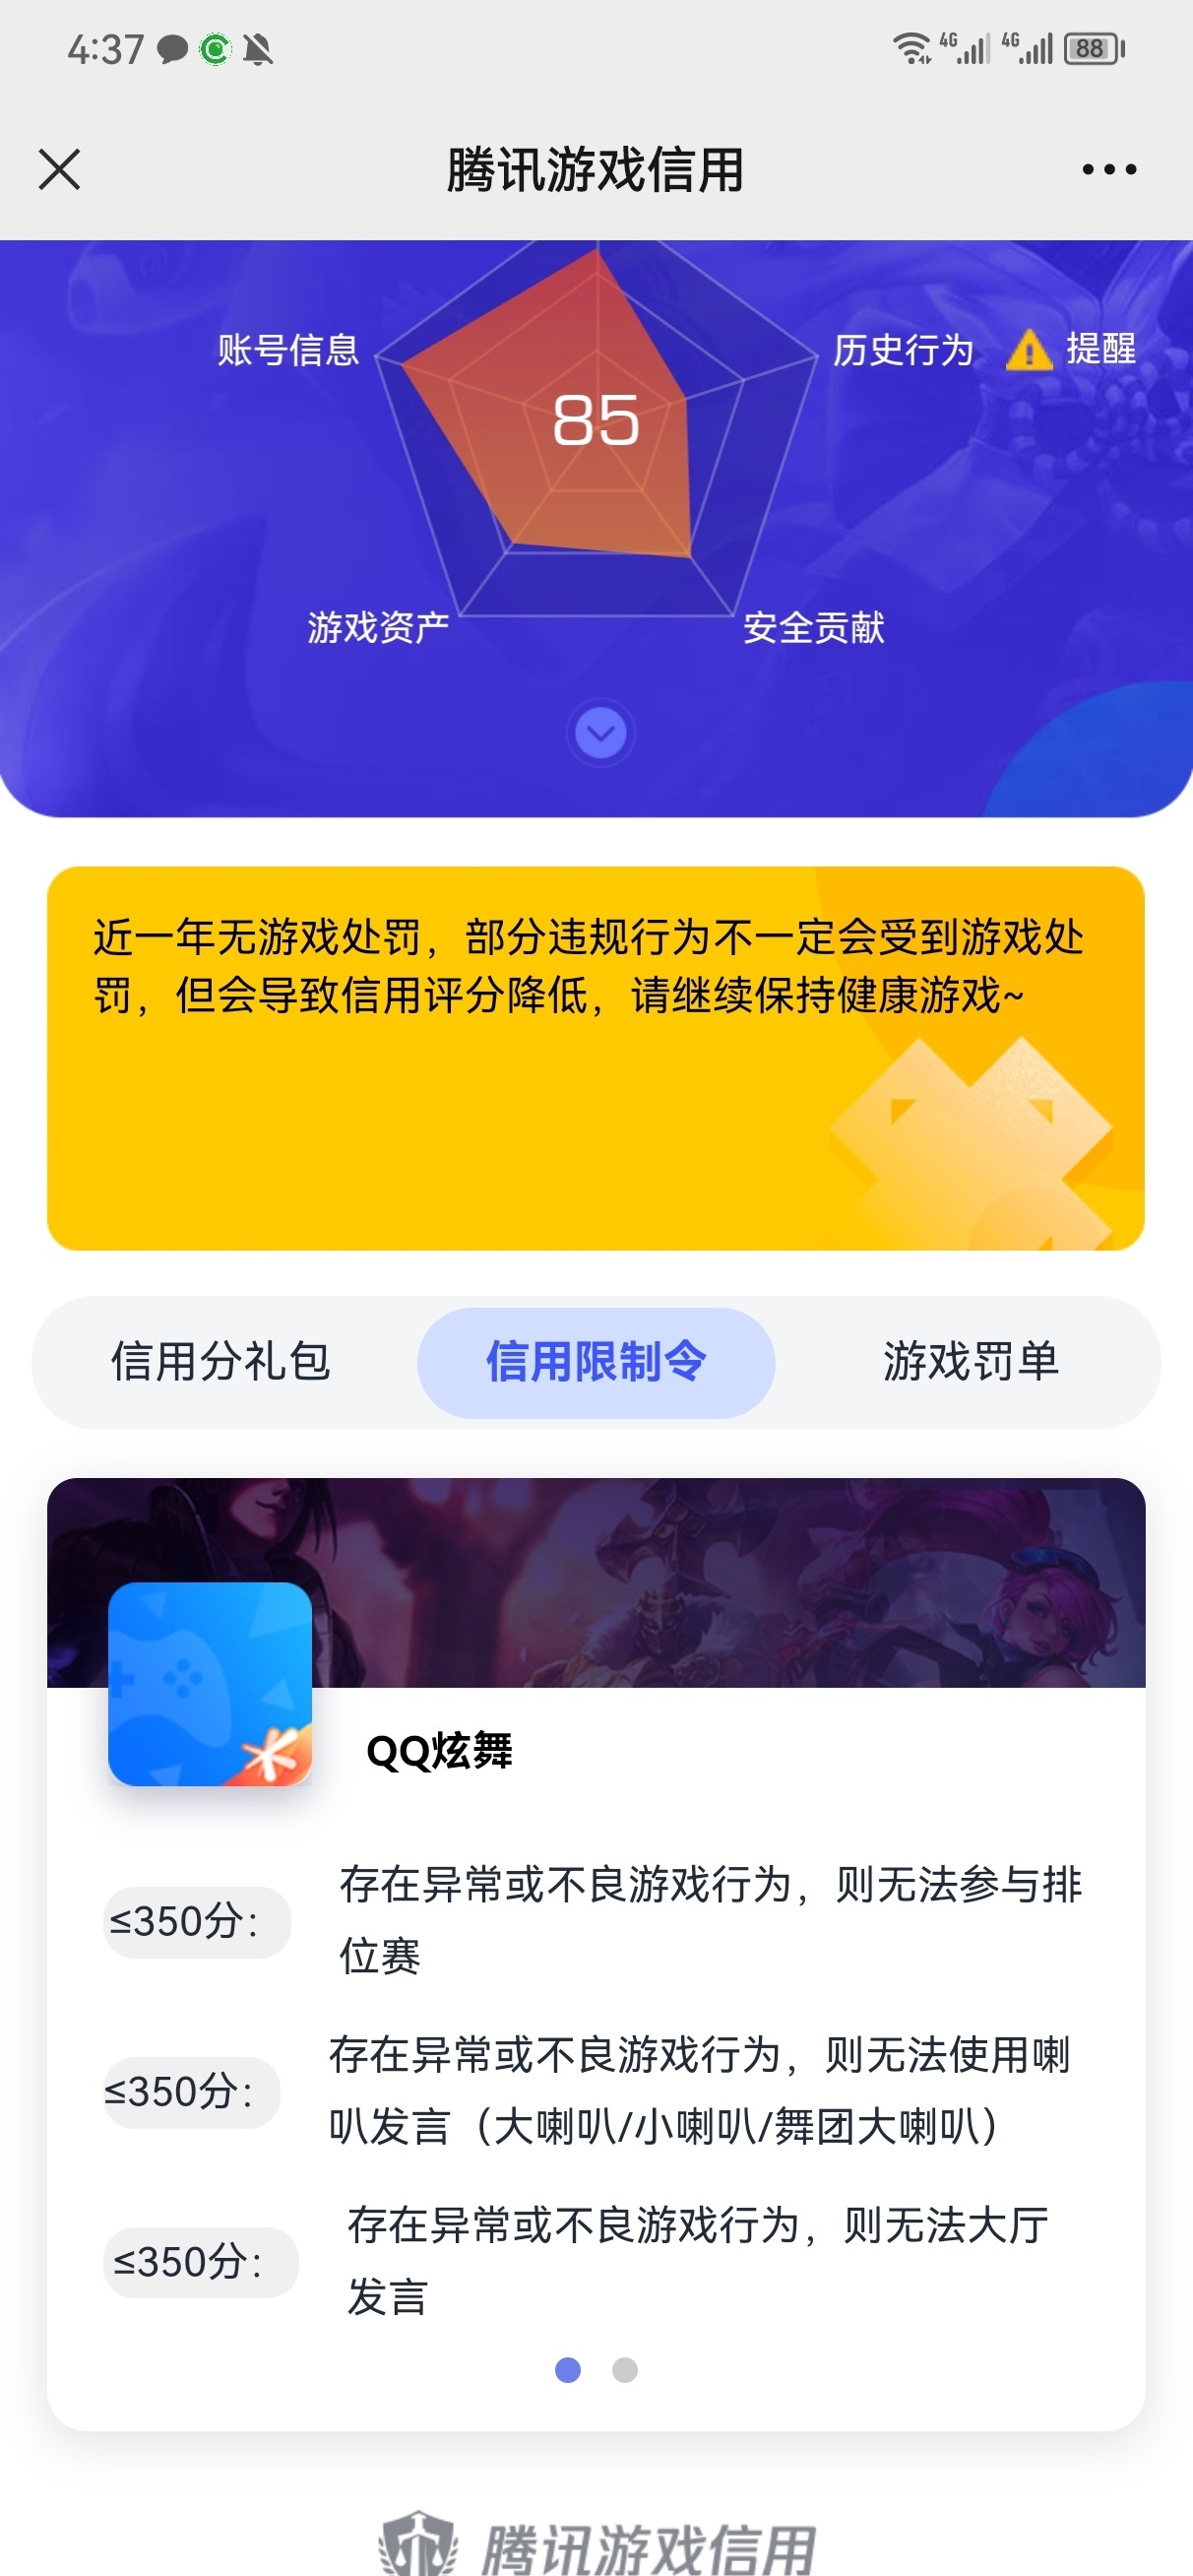 4:37
4G
4G
88
腾讯游戏信用
账号信息
历史行为
提醒
85
游戏资产
安全贡献
近一年无游戏处罚，部分违规行为不一定会受到游戏处
罚，但会导致信用评分降低，请继续保持健康游戏~
信用分礼包
信用限制令
游戏罚单
QQ炫舞
≤350分：
存在异常或不良游戏行为，则无法参与排
位赛
≤350分：
存在异常或不良游戏行为，则无法使用喇
叭发言（大喇叭/小喇叭/舞团大喇叭）
≤350分：
存在异常或不良游戏行为，则无法大厅
发言
腾讯游戏信用